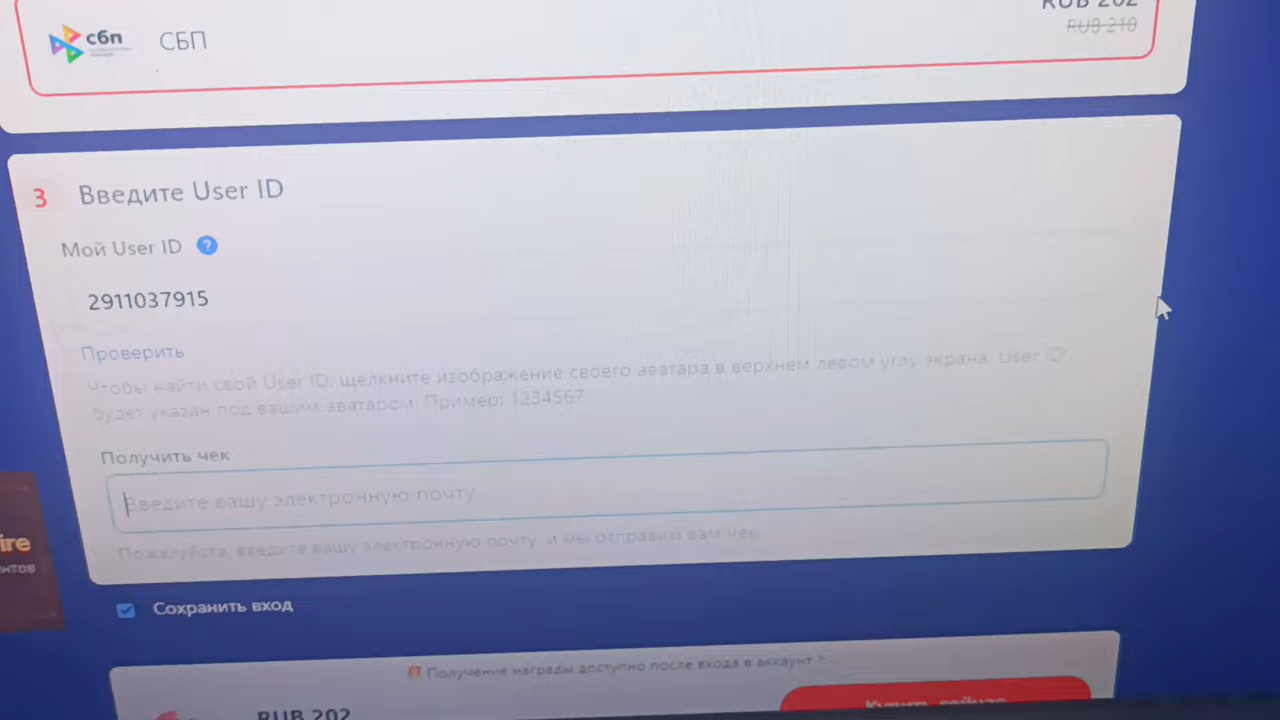 RUB 202
сбп СБП
RUB 210
3 Введите User ID
Мой User ID ?
2911037915
Проверить
Чтобы найти свой User ID, щелкните изображение своего аватара в верхнем левом углу экрана. User ID
будет указан под вашим аватаром. Пример: 1234567
Получить чек
Введите вашу электронную почту
Пожалуйста, введите вашу электронную почту, и мы отправим вам чек
ire
нтов
Сохранить вход
Получение награды доступно после входа в аккаунт >
RUB 202
Купить сейчас